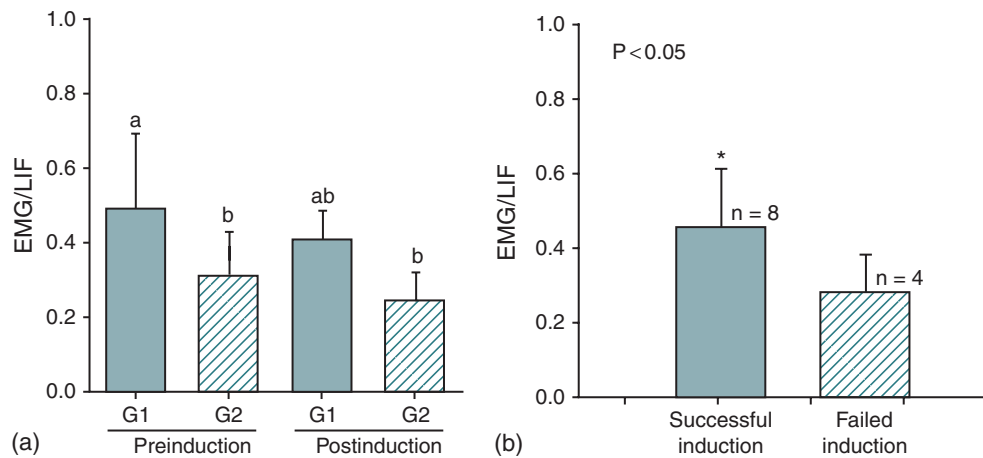 1.0
0.8
0.6
0.4
0.2
0.0
EMG/LIF
a
b
ab
b
G1
G2
G1
G2
Preinduction
Postinduction
(a)
1.0
0.8
0.6
0.4
0.2
0.0
EMG/LIF
P < 0.05
*
n = 8
n = 4
Successful
induction
Failed
induction
(b)